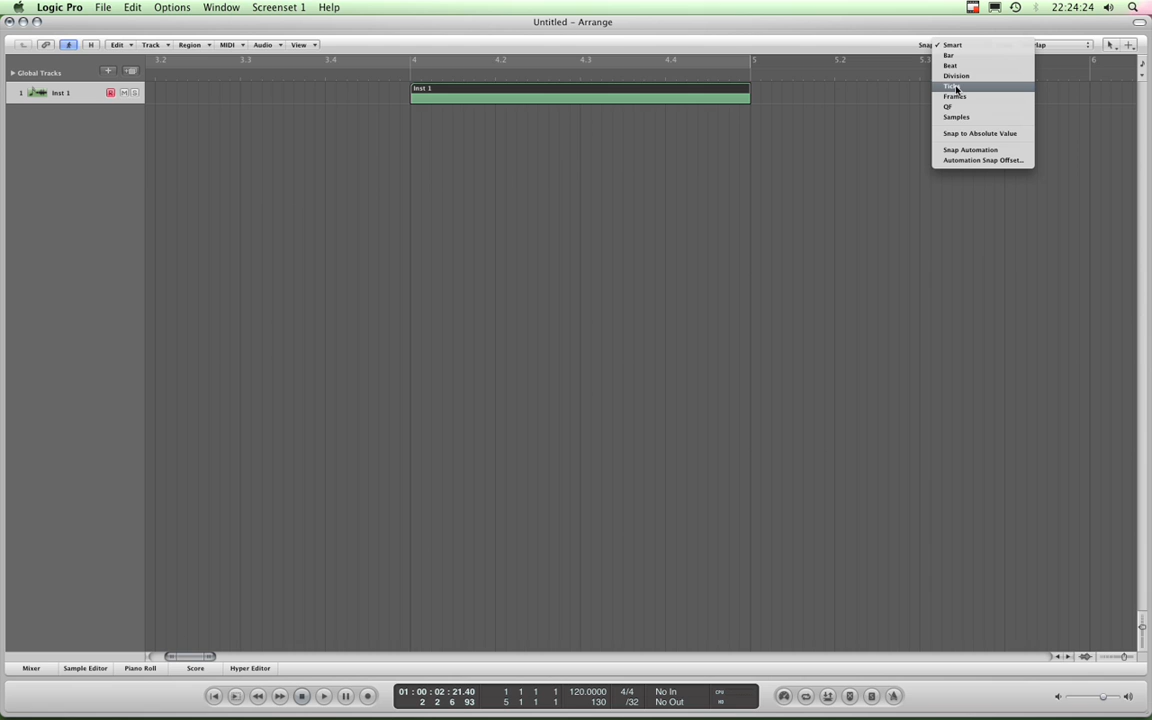 Logic Pro File Edit Options Window Screenset 1 Help 22:24:24
Untitled – Arrange
H Edit Track Region MIDI Audio View Snap ✓ Smart
Bar
Beat
Division
Frames
QF
Samples
Snap to Absolute Value
Snap Automation
Automation Snap Offset...
3.2 3.3 3.4 4 4.2 4.3 4.4 5 5.2 5.3 6
Global Tracks
1 Inst 1 R M S Inst 1
Mixer Sample Editor Piano Roll Score Hyper Editor
01 : 00 : 02 : 21.40 1 1 1 1 120.0000 4/4 No In CPU
2 2 6 93 5 1 1 1 130 /32 No Out HD